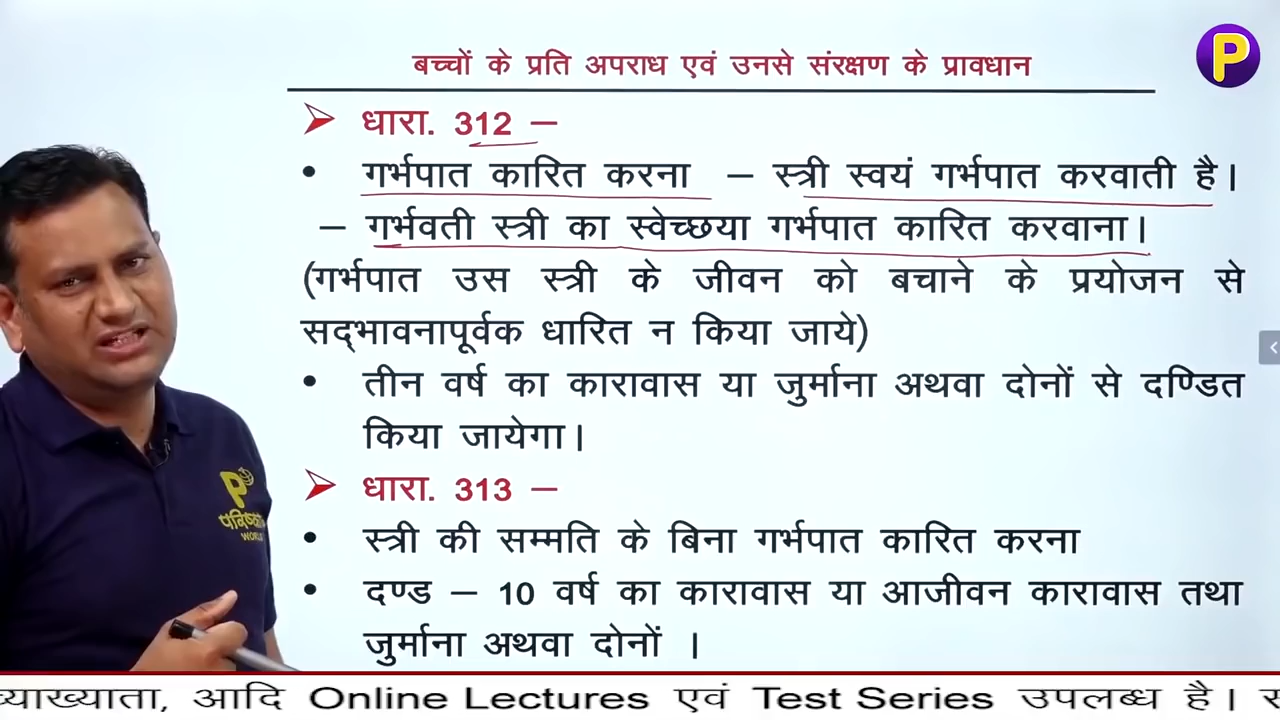 बच्चों के प्रति अपराध एवं उनसे संरक्षण के प्रावधान
P
धारा. 312 –
गर्भपात कारित करना – स्त्री स्वयं गर्भपात करवाती है।
– गर्भवती स्त्री का स्वेच्छया गर्भपात कारित करवाना।
(गर्भपात उस स्त्री के जीवन को बचाने के प्रयोजन से
सद्भावनापूर्वक धारित न किया जाये)
तीन वर्ष का कारावास या जुर्माना अथवा दोनों से दण्डित
किया जायेगा।
धारा. 313 –
स्त्री की सम्मति के बिना गर्भपात कारित करना
दण्ड – 10 वर्ष का कारावास या आजीवन कारावास तथा
जुर्माना अथवा दोनों ।
P
परिष्कार
WORLD
व्याख्याता, आदि Online Lectures एवं Test Series उपलब्ध है।